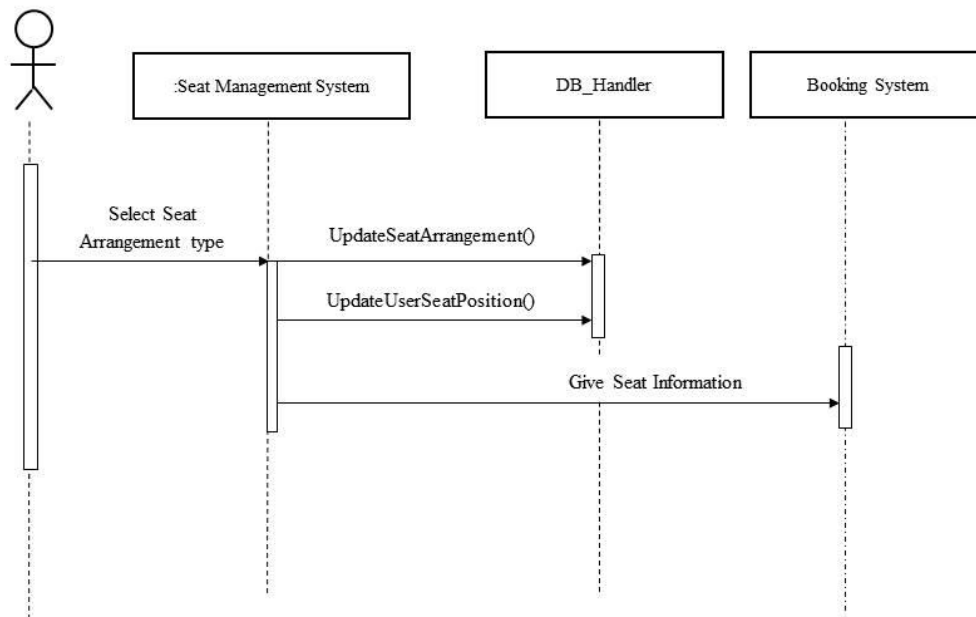 :Seat Management System
DB_Handler
Booking System
Select Seat
Arrangement type
UpdateSeatArrangement()
UpdateUserSeatPosition()
Give Seat Information